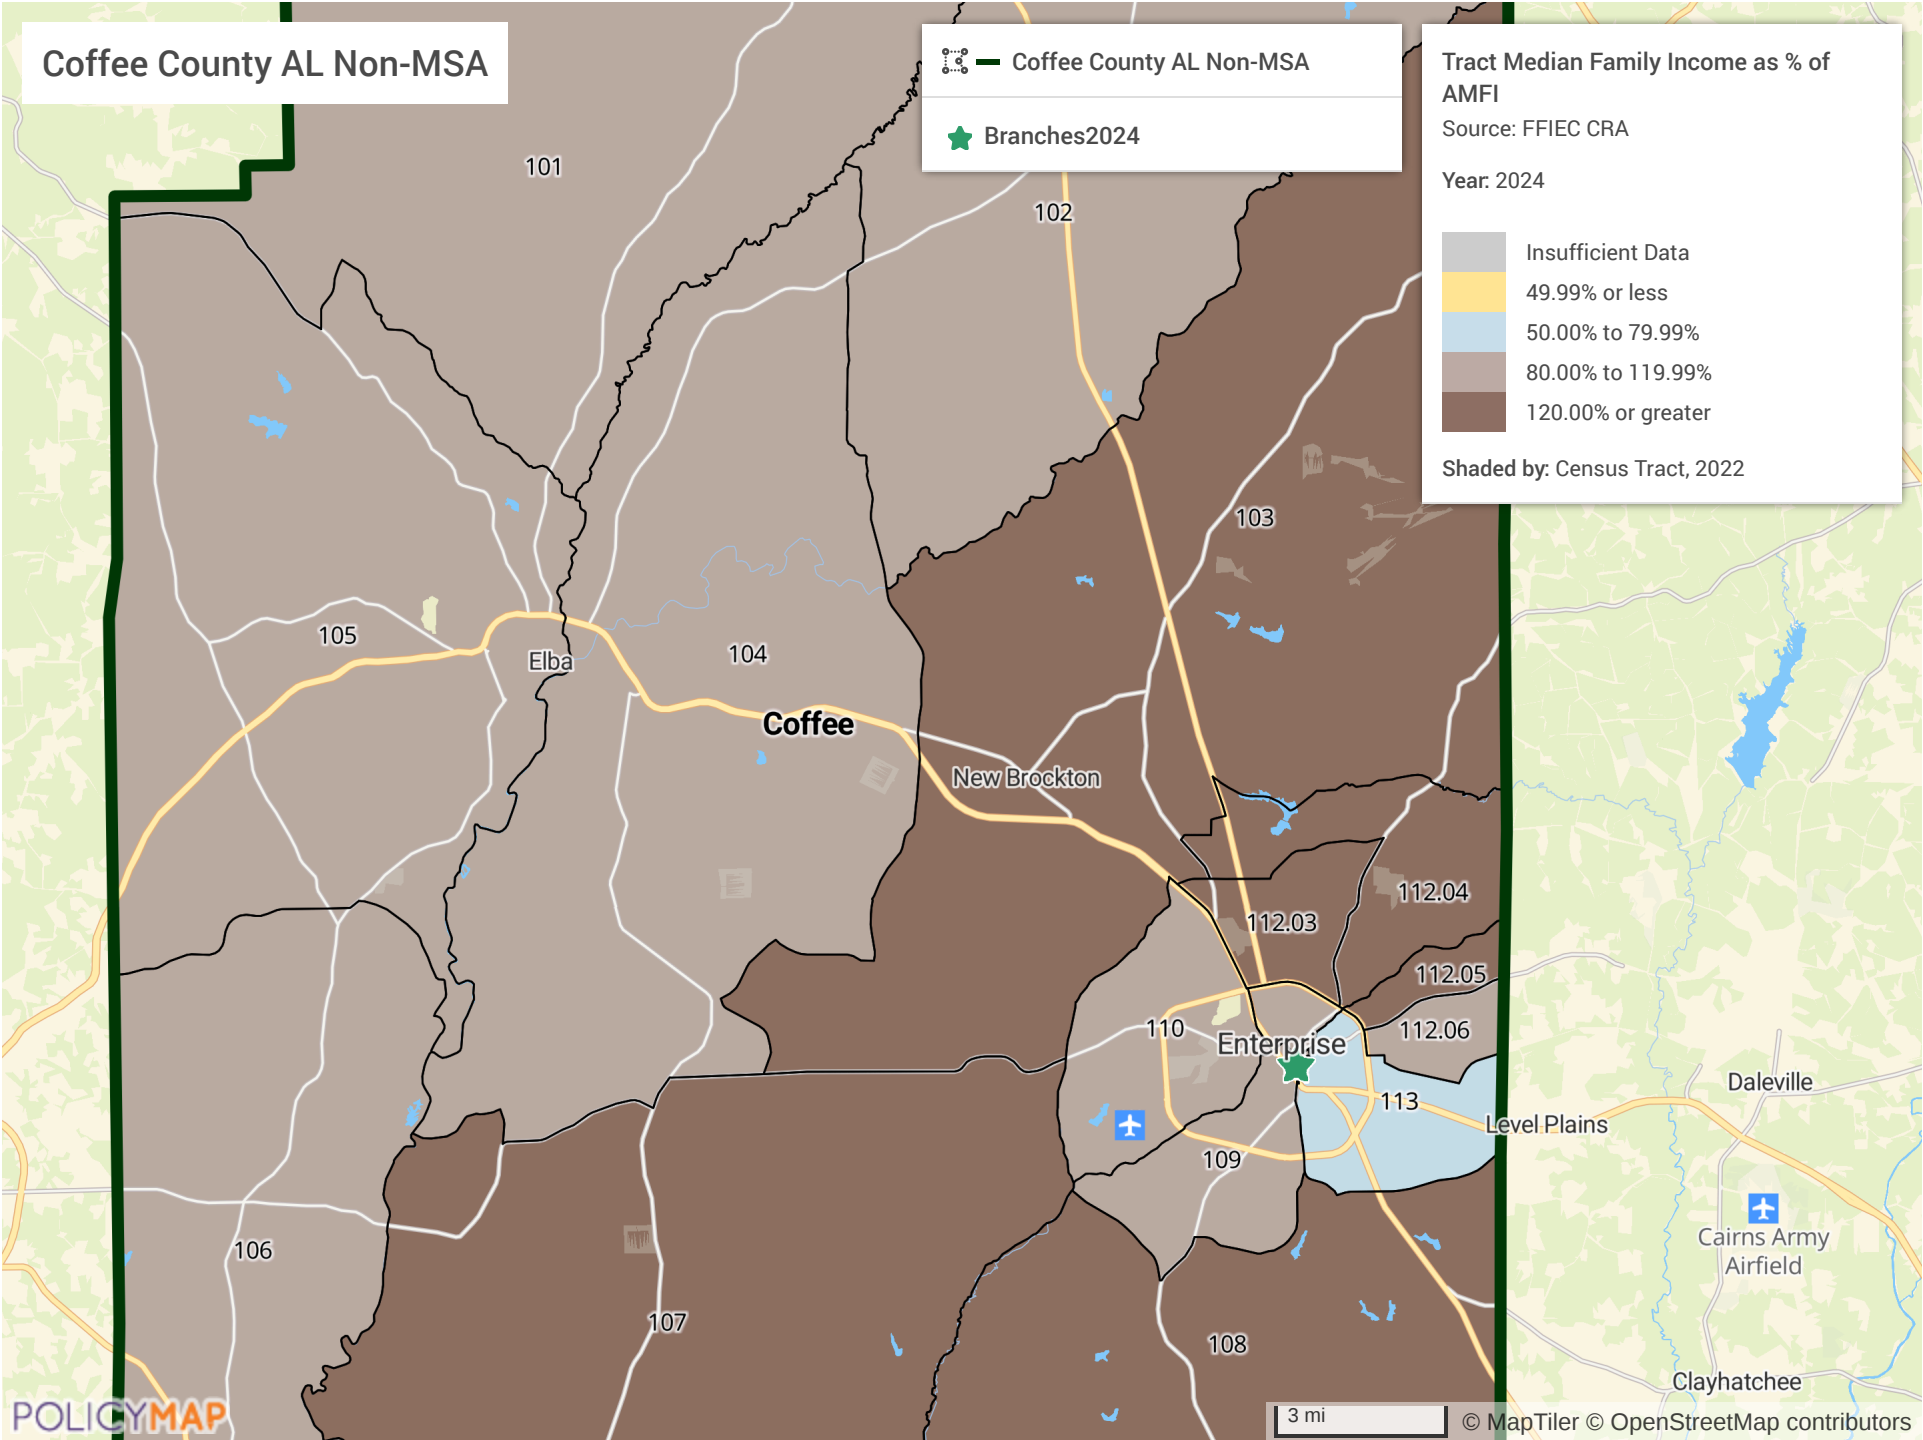 Coffee County AL Non-MSA
Coffee County AL Non-MSA
Branches2024
Tract Median Family Income as % of
AMFI
Source: FFIEC CRA
Year: 2024
Insufficient Data
49.99% or less
50.00% to 79.99%
80.00% to 119.99%
120.00% or greater
Shaded by: Census Tract, 2022
101
102
103
105
Elba
104
Coffee
New Brockton
112.04
112.03
112.05
110
112.06
Enterprise
Daleville
113
Level Plains
109
Cairns Army
Airfield
106
107
108
Clayhatchee
POLICYMAP
3 mi
© MapTiler © OpenStreetMap contributors